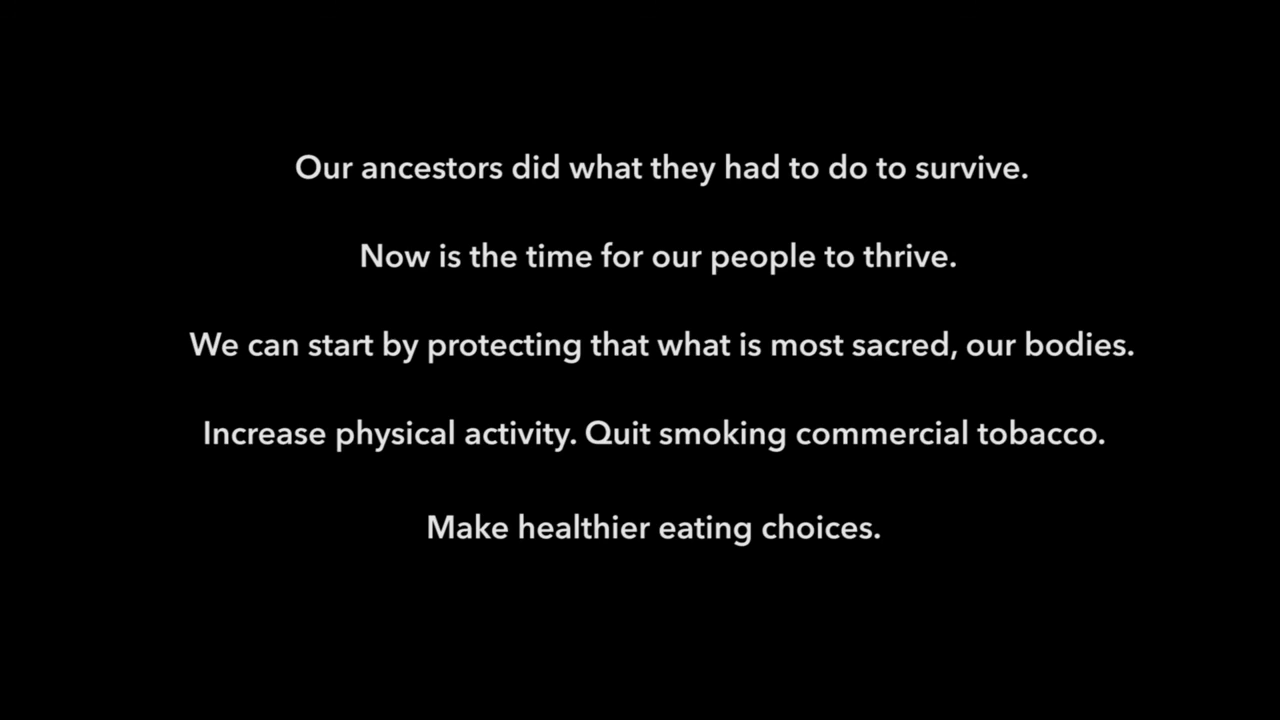 Our ancestors did what they had to do to survive.
Now is the time for our people to thrive.
We can start by protecting that what is most sacred, our bodies.
Increase physical activity. Quit smoking commercial tobacco.
Make healthier eating choices.